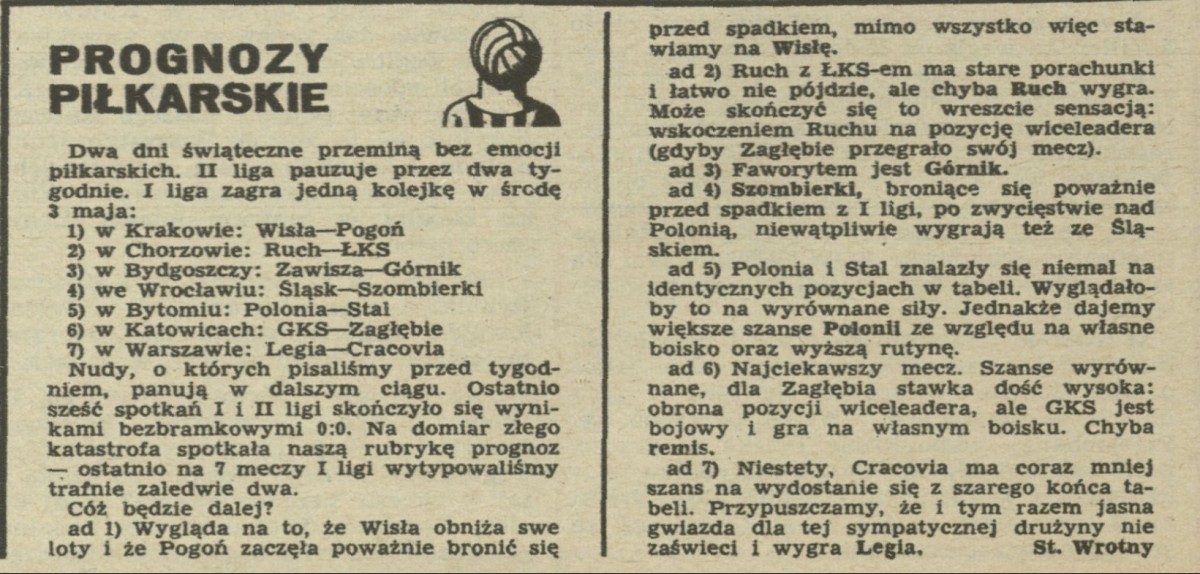 PROGNOZY
PIŁKARSKIE
Dwa dni świąteczne przeminą bez emocji
piłkarskich. II liga pauzuje przez dwa ty-
godnie. I liga zagra jedną kolejkę w środę
3 maja:
1) w Krakowie: Wisła—Pogoń
2) w Chorzowie: Ruch—ŁKS
3) w Bydgoszczy: Zawisza—Górnik
4) we Wrocławiu: Śląsk—Szombierki
5) w Bytomiu: Polonia—Stal
6) w Katowicach: GKS—Zagłębie
7) w Warszawie: Legia—Cracovia
Nudy, o których pisaliśmy przed tygod-
niem, panują w dalszym ciągu. Ostatnio
sześć spotkań I i II ligi skończyło się wyni-
kami bezbramkowymi 0:0. Na domiar złego
katastrofa spotkała naszą rubrykę prognoz
— ostatnio na 7 meczy I ligi wytypowaliśmy
trafnie zaledwie dwa.
Cóż będzie dalej?
ad 1) Wygląda na to, że Wisła obniża swe
loty i że Pogoń zaczęła poważnie bronić się
przed spadkiem, mimo wszystko więc sta-
wiamy na Wisłę.
ad 2) Ruch z ŁKS-em ma stare porachunki
i łatwo nie pójdzie, ale chyba Ruch wygra.
Może skończyć się to wreszcie sensacją:
wskoczeniem Ruchu na pozycję wiceleadera
(gdyby Zagłębie przegrało swój mecz).
ad 3) Faworytem jest Górnik.
ad 4) Szombierki, broniące się poważnie
przed spadkiem z I ligi, po zwycięstwie nad
Polonią, niewątpliwie wygrają też ze Ślą-
skiem.
ad 5) Polonia i Stal znalazły się niemal na
identycznych pozycjach w tabeli. Wyglądało-
by to na wyrównane siły. Jednakże dajemy
większe szanse Polonii ze względu na własne
boisko oraz wyższą rutynę.
ad 6) Najciekawszy mecz. Szanse wyrów-
nane, dla Zagłębia stawka dość wysoka:
obrona pozycji wiceleadera, ale GKS jest
bojowy i gra na własnym boisku. Chyba
remis.
ad 7) Niestety, Cracovia ma coraz mniej
szans na wydostanie się z szarego końca ta-
beli. Przypuszczamy, że i tym razem jasna
gwiazda dla tej sympatycznej drużyny nie
zaświeci i wygra Legia. St. Wrotny